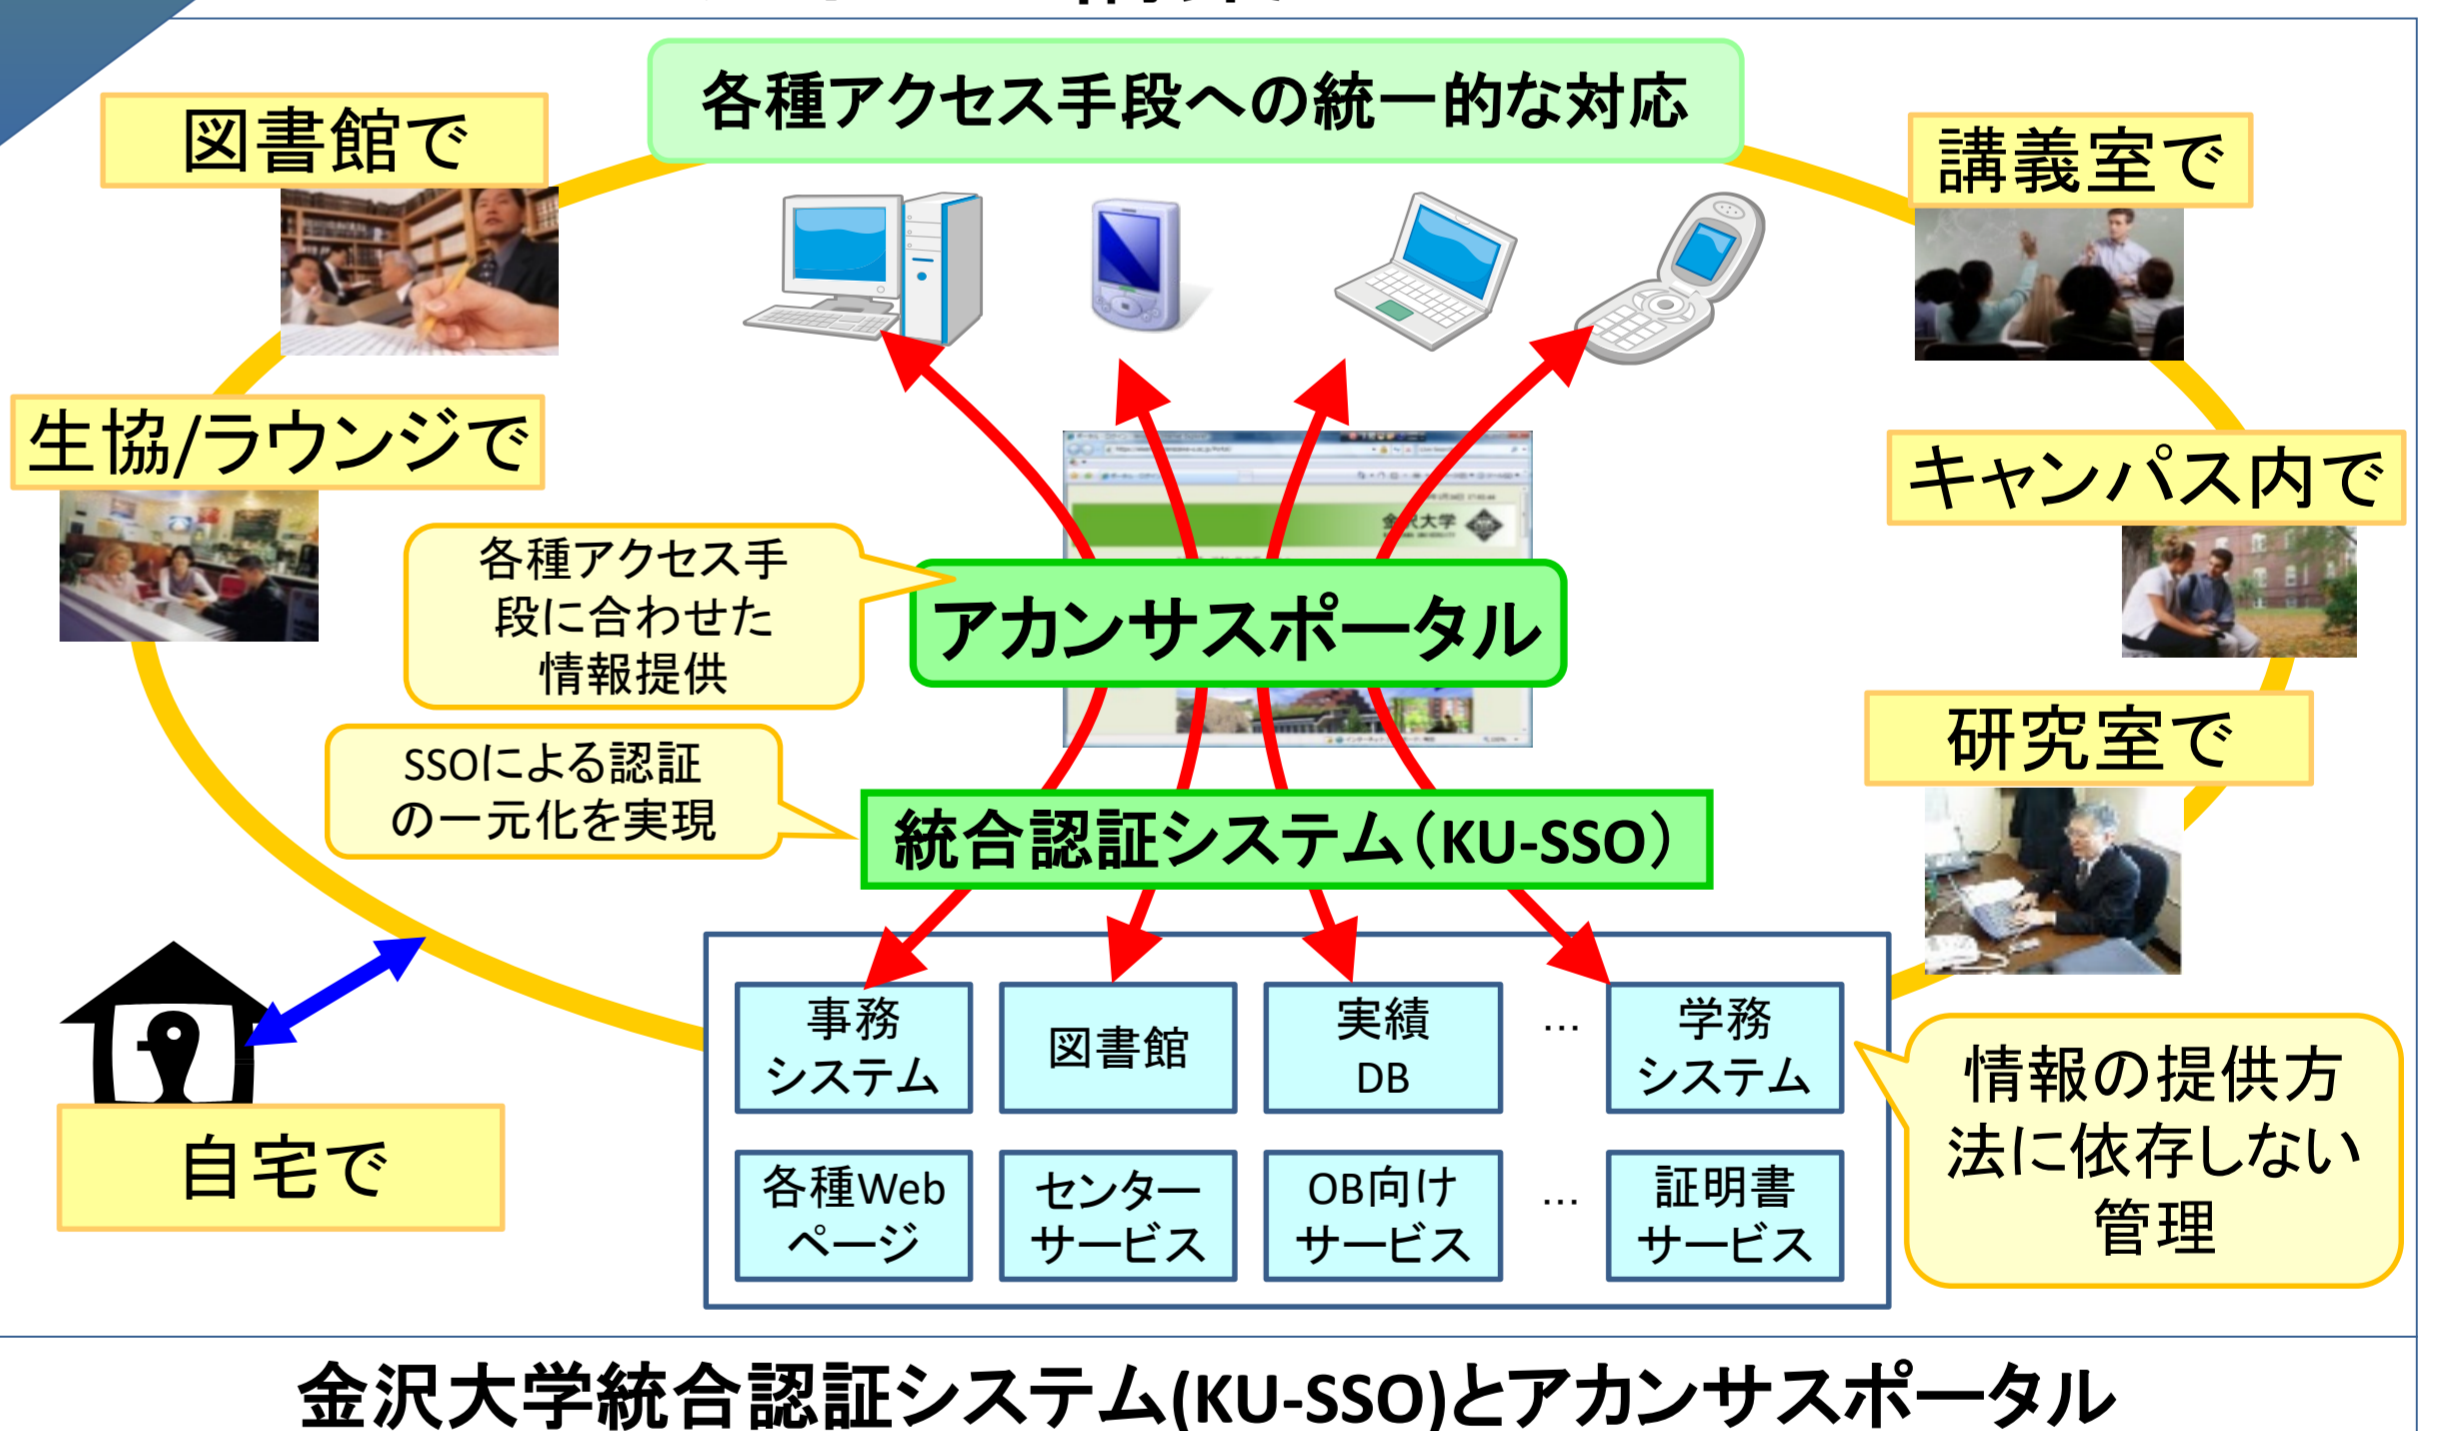 各種アクセス手段への統一的な対応
図書館で
講義室で
生協/ラウンジで
キャンパス内で
金沢大学
各種アクセス手
段に合わせた
情報提供
アカンサスポータル
SSOによる認証
の一元化を実現
研究室で
統合認証システム（KU-SSO）
事務
システム
図書館
実績
DB
...
学務
システム
各種Web
ページ
センター
サービス
OB向け
サービス
...
証明書
サービス
情報の提供方
法に依存しない
管理
自宅で
金沢大学統合認証システム(KU-SSO)とアカンサスポータル